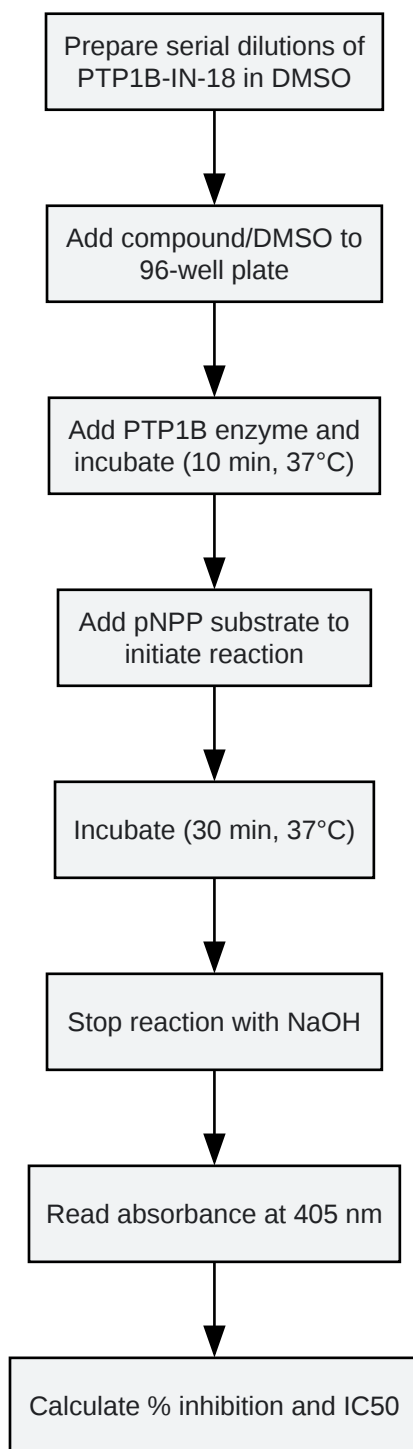 Prepare serial dilutions of
PTP1B-IN-18 in DMSO
Add compound/DMSO to
96-well plate
Add PTP1B enzyme and
incubate (10 min, 37°C)
Add pNPP substrate to
initiate reaction
Incubate (30 min, 37°C)
Stop reaction with NaOH
Read absorbance at 405 nm
Calculate % inhibition and IC50